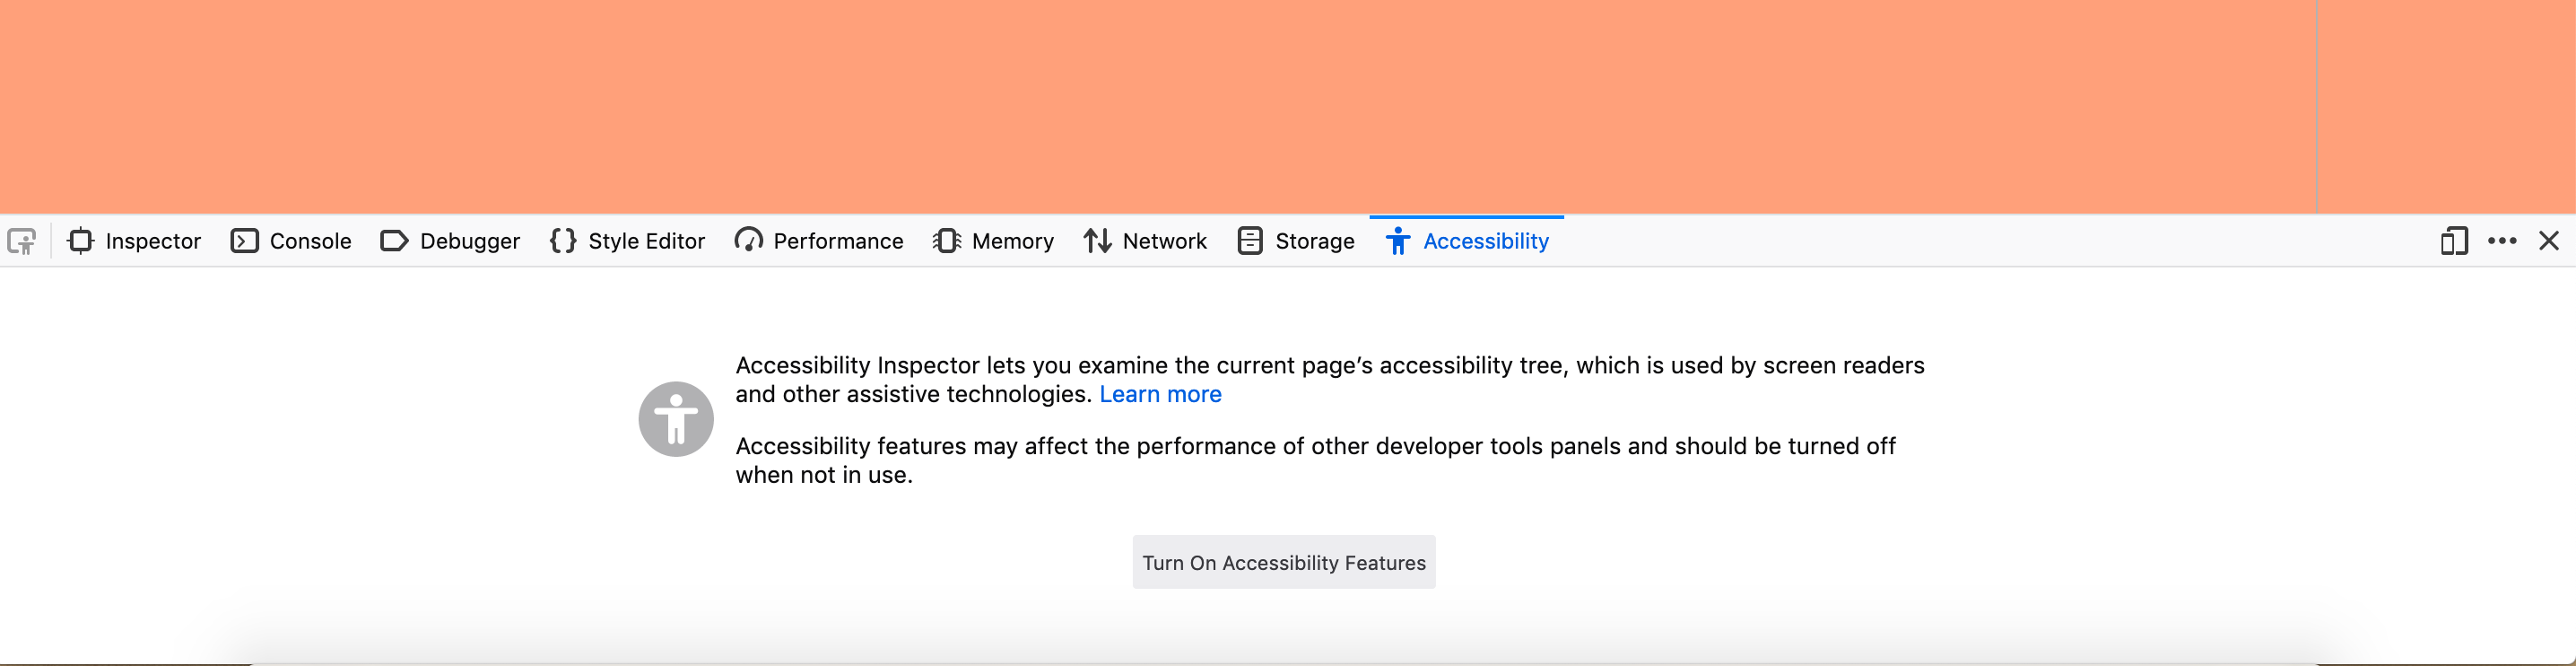 Inspector Console Debugger Style Editor Performance Memory Network Storage Accessibility
Accessibility Inspector lets you examine the current page’s accessibility tree, which is used by screen readers
and other assistive technologies. Learn more
Accessibility features may affect the performance of other developer tools panels and should be turned off
when not in use.
Turn On Accessibility Features